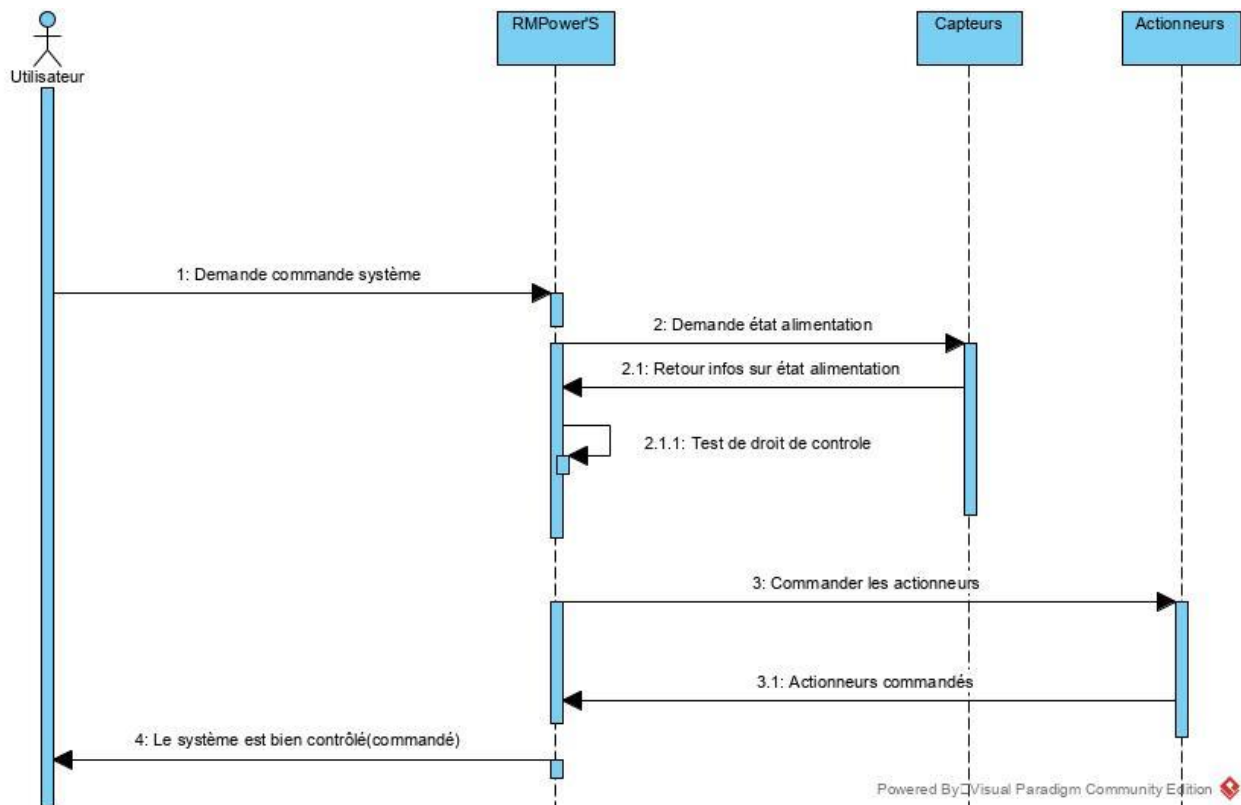 RMPower'S
Capteurs
Actionneurs
Utilisateur
1: Demande commande système
2: Demande état alimentation
2.1: Retour infos sur état alimentation
2.1.1: Test de droit de controle
3: Commander les actionneurs
3.1: Actionneurs commandés
4: Le système est bien contrôlé(commandé)
Powered By Visual Paradigm Community Edition